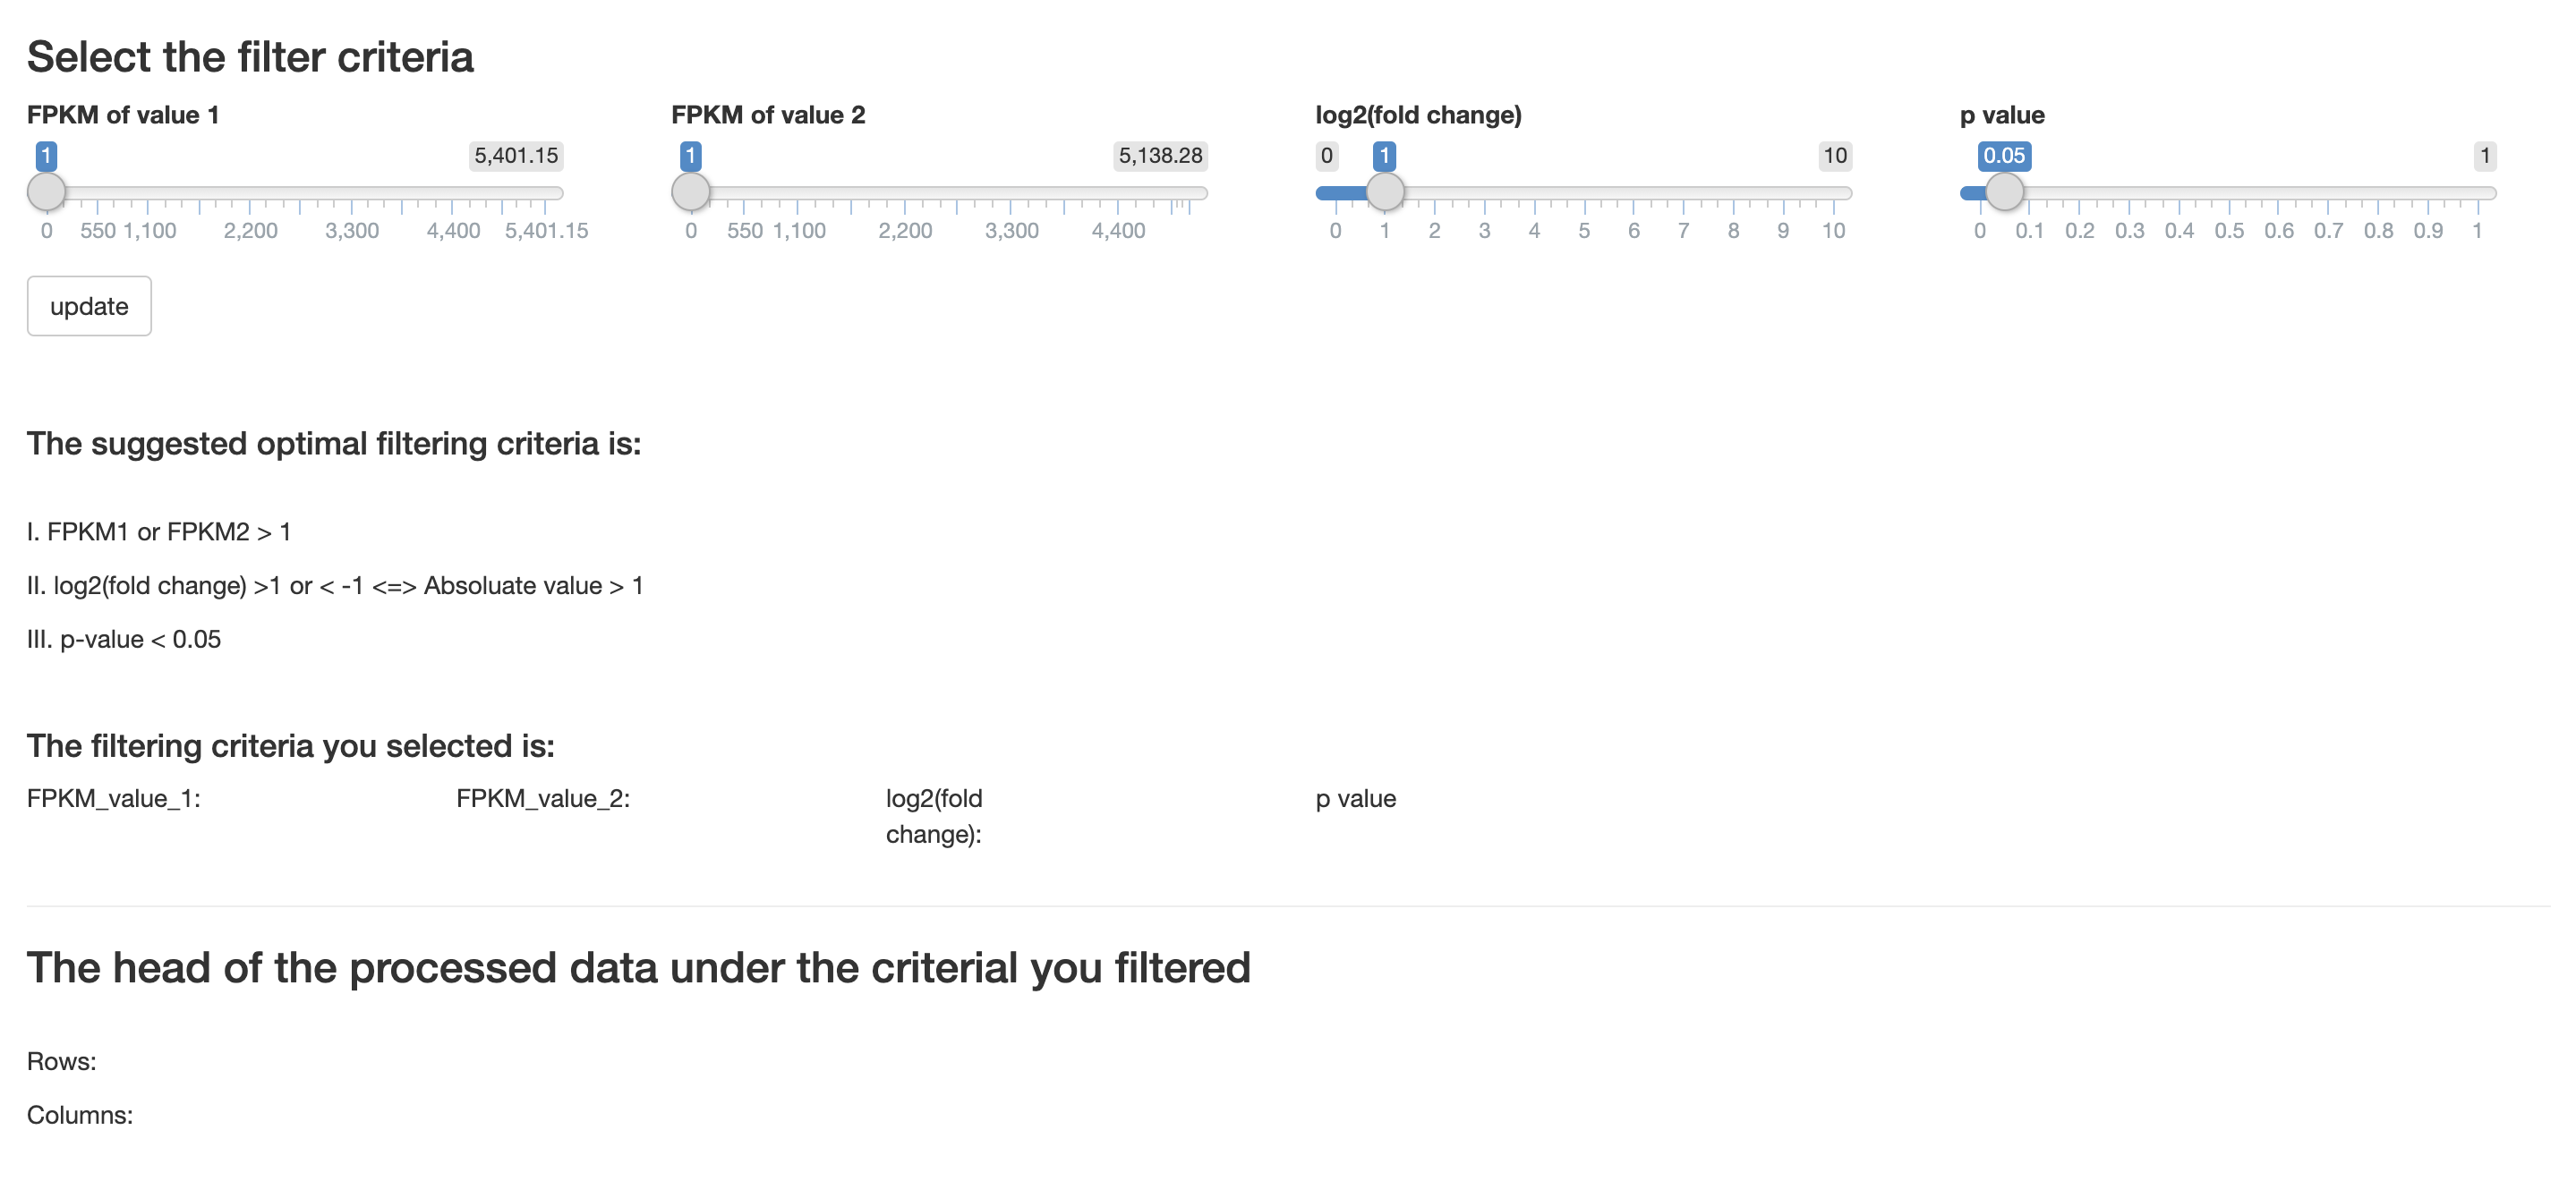 Select the filter criteria
FPKM of value 1 FPKM of value 2 log2(fold change) p value
1 5,401.15 1 5,138.28 0 1 10 0.05 1
0 550 1,100 2,200 3,300 4,400 5,401.15 0 550 1,100 2,200 3,300 4,400 0 1 2 3 4 5 6 7 8 9 10 0 0.1 0.2 0.3 0.4 0.5 0.6 0.7 0.8 0.9 1
update
The suggested optimal filtering criteria is:
I. FPKM1 or FPKM2 > 1
II. log2(fold change) >1 or < -1 <=> Absoluate value > 1
III. p-value < 0.05
The filtering criteria you selected is:
FPKM_value_1: FPKM_value_2: log2(fold p value
change):
The head of the processed data under the criterial you filtered
Rows:
Columns: